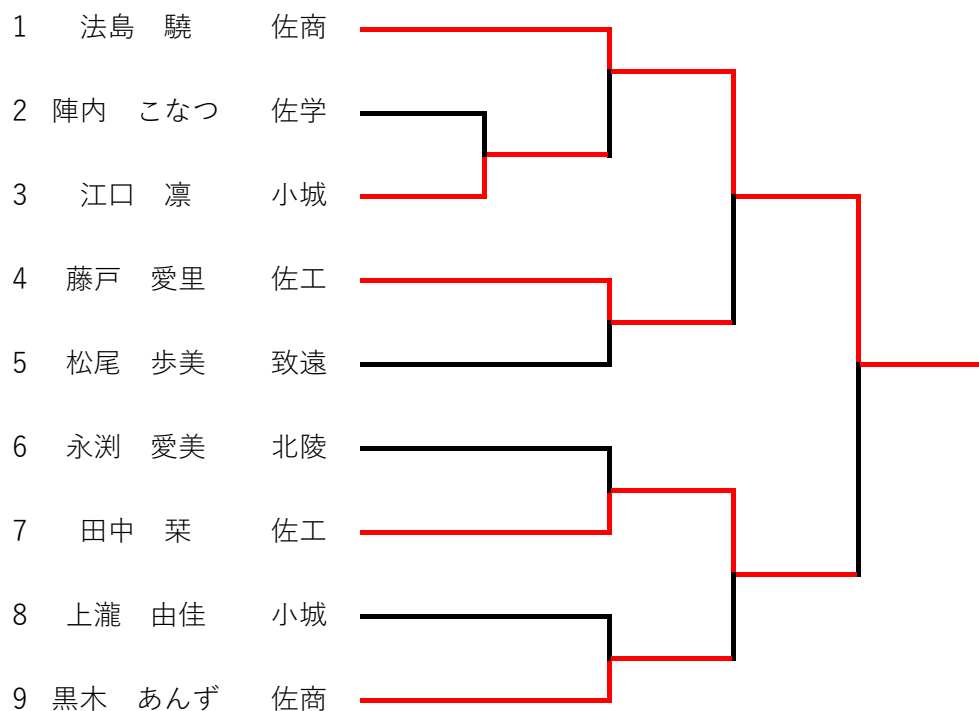 1 法島 驍 佐商
2 陣内 こなつ 佐学
3 江口 凛 小城
4 藤戸 愛里 佐工
5 松尾 歩美 致遠
6 永渕 愛美 北陵
7 田中 栞 佐工
8 上瀧 由佳 小城
9 黒木 あんず 佐商